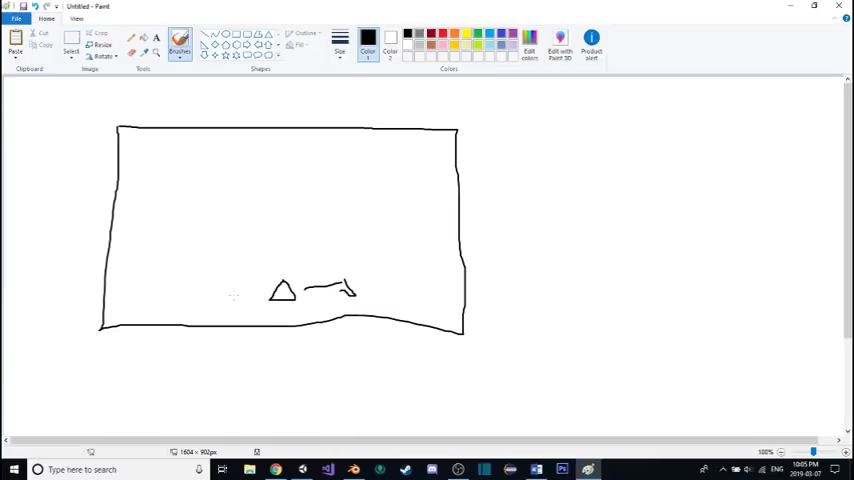 Untitled - Paint
File
Home
View
Paste
Cut
Copy
Clipboard
Select
Crop
Resize
Rotate
Image
A
Tools
Brushes
Outline
Fill
Shapes
Size
Color
1
Color
2
Edit
colors
Edit with
Paint 3D
Product
alert
Colors
1604 × 902px
100%
Type here to search
ENG
10:05 PM
2019-03-07